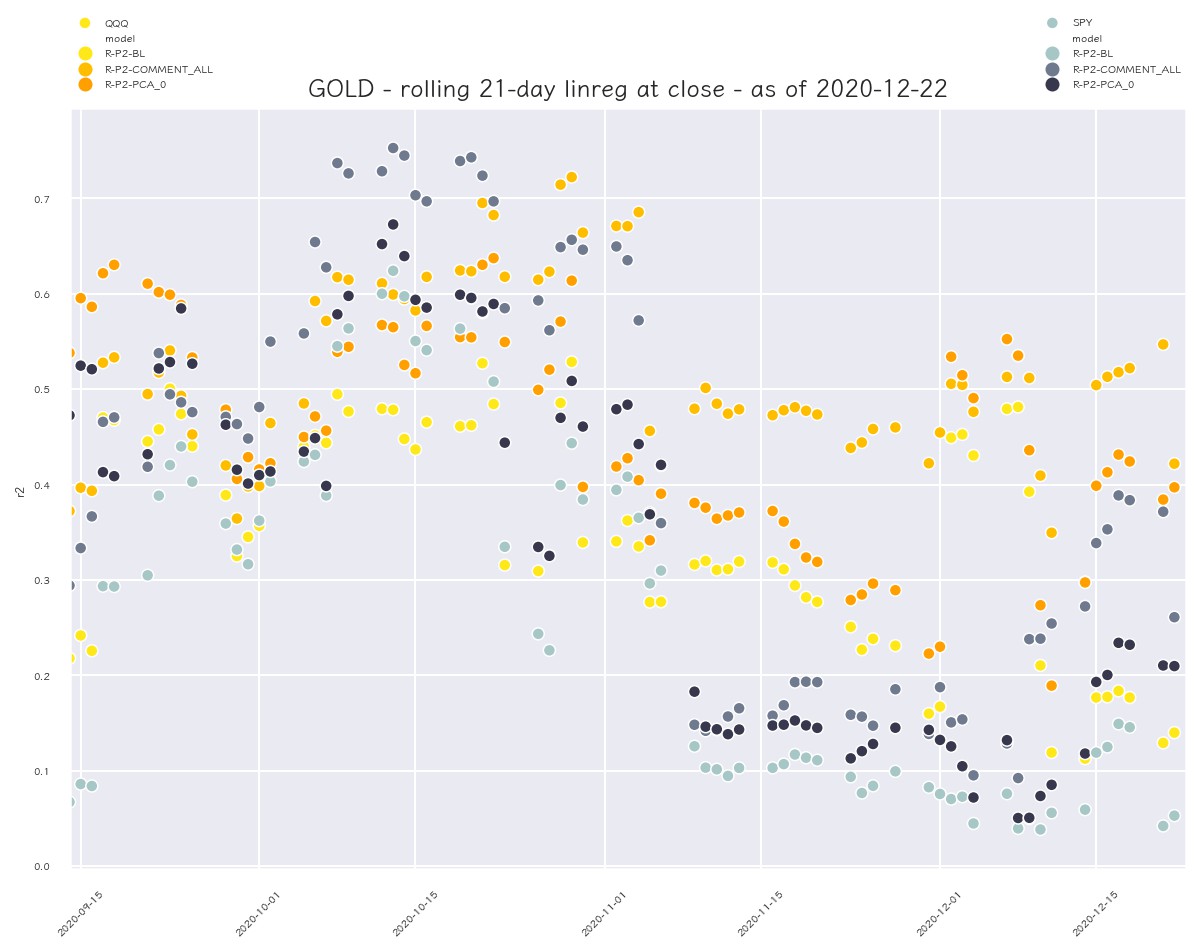 QQQ
model
R-P2-BL
R-P2-COMMENT_ALL
R-P2-PCA_0
SPY
model
R-P2-BL
R-P2-COMMENT_ALL
R-P2-PCA_0
GOLD - rolling 21-day linreg at close - as of 2020-12-22
0.7
0.6
0.5
0.4
0.3
0.2
0.1
0.0
r2
2020-09-15
2020-10-01
2020-10-15
2020-11-01
2020-11-15
2020-12-01
2020-12-15